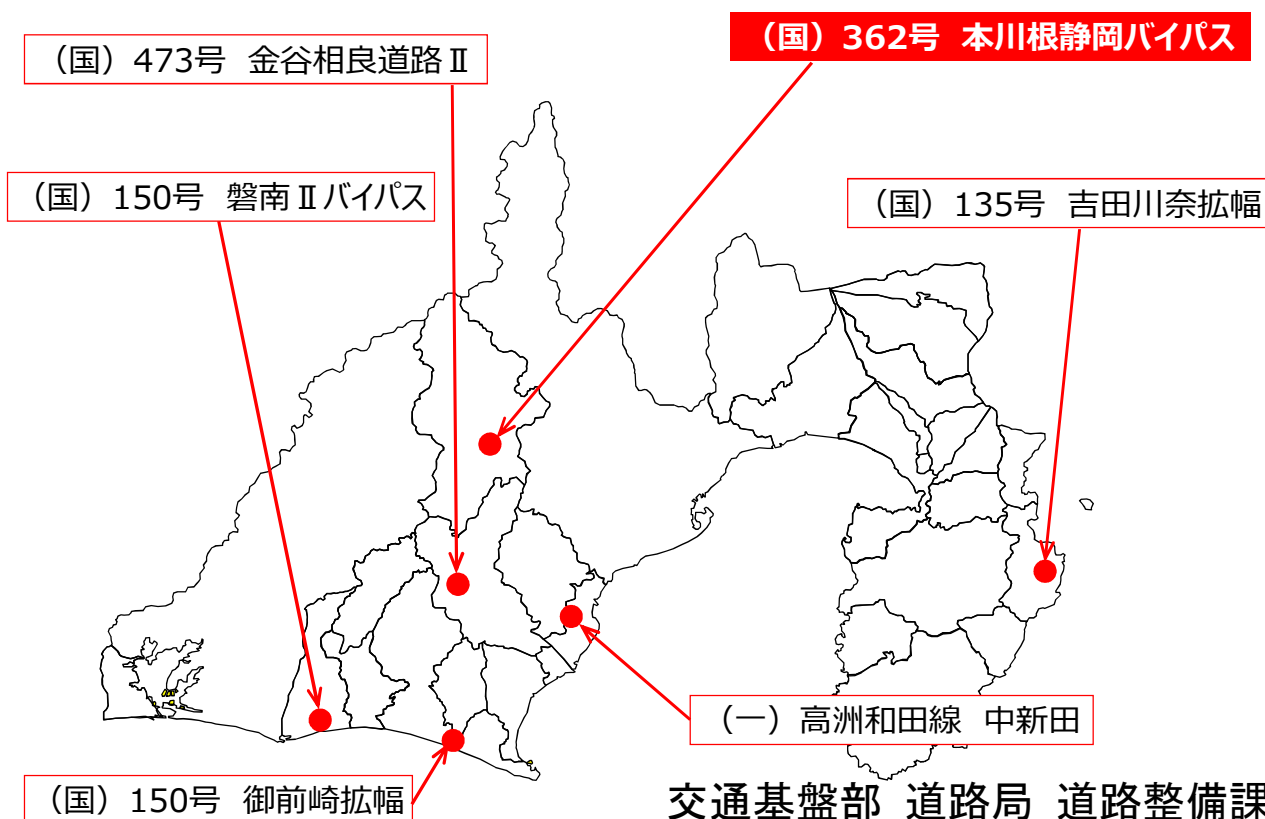 （国）362号 本川根静岡バイパス
（国）473号 金谷相良道路Ⅱ
（国）150号 磐南Ⅱバイパス
（国）135号 吉田川奈拡幅
（一）高洲和田線 中新田
（国）150号 御前崎拡幅
交通基盤部 道路局 道路整備課